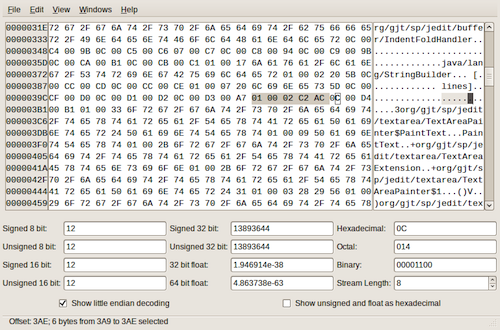 File Edit View Windows Help
0000031E 72 67 2F 67 6A 74 2F 73 70 2F 6A 65 64 69 74 2F 62 75 66 66 65 rg/gjt/sp/jedit/buffe
00000333 72 2F 49 6E 64 65 6E 74 46 6F 6C 64 48 61 6E 64 6C 65 72 0C 00 r/IndentFoldHandler..
00000348 C4 00 9B 0C 00 C5 00 C6 07 00 C7 0C 00 C8 00 94 0C 00 C9 00 9B
0000035D 0C 00 CA 00 B1 0C 00 CB 00 C1 01 00 17 6A 61 76 61 2F 6C 61 6E
00000372 67 2F 53 74 72 69 6E 67 42 75 69 6C 64 65 72 01 00 02 20 5B 0C g/StringBuilder... [.
00000387 00 CC 00 CD 0C 00 CC 00 CE 01 00 07 20 6C 69 6E 65 73 5D 0C 00
0000039C CF 00 D0 0C 00 D1 00 D2 0C 00 D3 00 A7 01 00 02 C2 AC 0C 00 D4
000003B1 00 B1 01 00 33 6F 72 67 2F 67 6A 74 2F 73 70 2F 6A 65 64 69 74 ....3org/gjt/sp/jedit
000003C6 2F 74 65 78 74 61 72 65 61 2F 54 65 78 74 41 72 65 61 50 61 69 /textarea/TextAreaPai
000003DB 6E 74 65 72 24 50 61 69 6E 74 54 65 78 74 01 00 09 50 61 69 6E nter$PaintText...Pain
000003F0 74 54 65 78 74 01 00 2B 6F 72 67 2F 67 6A 74 2F 73 70 2F 6A 65 tText..+org/gjt/sp/je
00000405 64 69 74 2F 74 65 78 74 61 72 65 61 2F 54 65 78 74 41 72 65 61 dit/textarea/TextArea
0000041A 45 78 74 65 6E 73 69 6F 6E 01 00 2B 6F 72 67 2F 67 6A 74 2F 73 Extension..+org/gjt/s
0000042F 70 2F 6A 65 64 69 74 2F 74 65 78 74 61 72 65 61 2F 54 65 78 74 p/jedit/textarea/Text
00000444 41 72 65 61 50 61 69 6E 74 65 72 24 31 01 00 03 28 29 56 01 00 AreaPainter$1...()V..
00000459 29 6F 72 67 2F 67 6A 74 2F 73 70 2F 6A 65 64 69 74 2F 74 65 78 )org/gjt/sp/jedit/tex
Signed 8 bit: 12 Signed 32 bit: 13893644 Hexadecimal: 0C
Unsigned 8 bit: 12 Unsigned 32 bit: 13893644 Octal: 014
Signed 16 bit: 12 32 bit float: 1.946914e-38 Binary: 00001100
Unsigned 16 bit: 12 64 bit float: 4.863738e-63 Stream Length: 8
Show little endian decoding Show unsigned and float as hexadecimal
Offset: 3AE; 6 bytes from 3A9 to 3AE selected